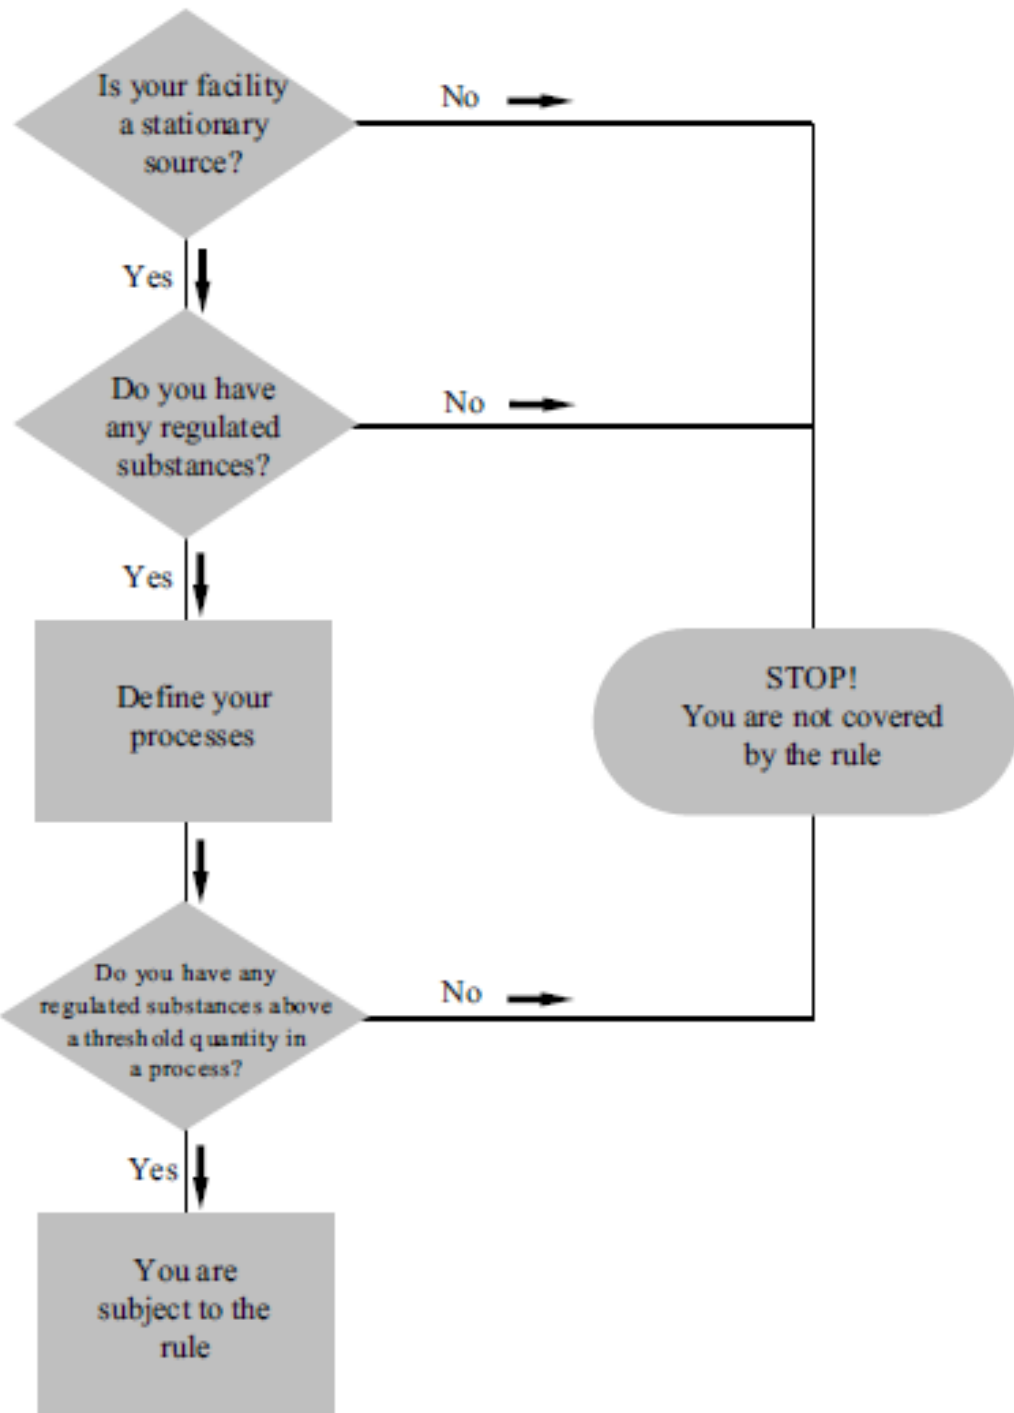 Is your facility
a stationary
source?
No
Yes
Do you have
any regulated
substances?
No
Yes
Define your
processes
STOP!
You are not covered
by the rule
Do you have any
regulated substances above
a threshold quantity in
a process?
No
Yes
You are
subject to the
rule